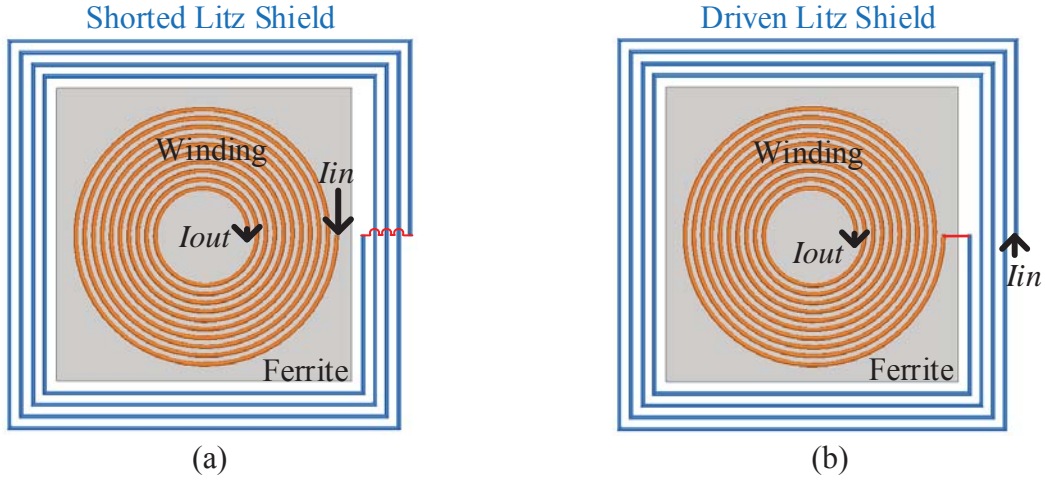 Shorted Litz Shield
Winding
Iin
Iout
Ferrite
(a)
Driven Litz Shield
Winding
Iout
Iin
Ferrite
(b)